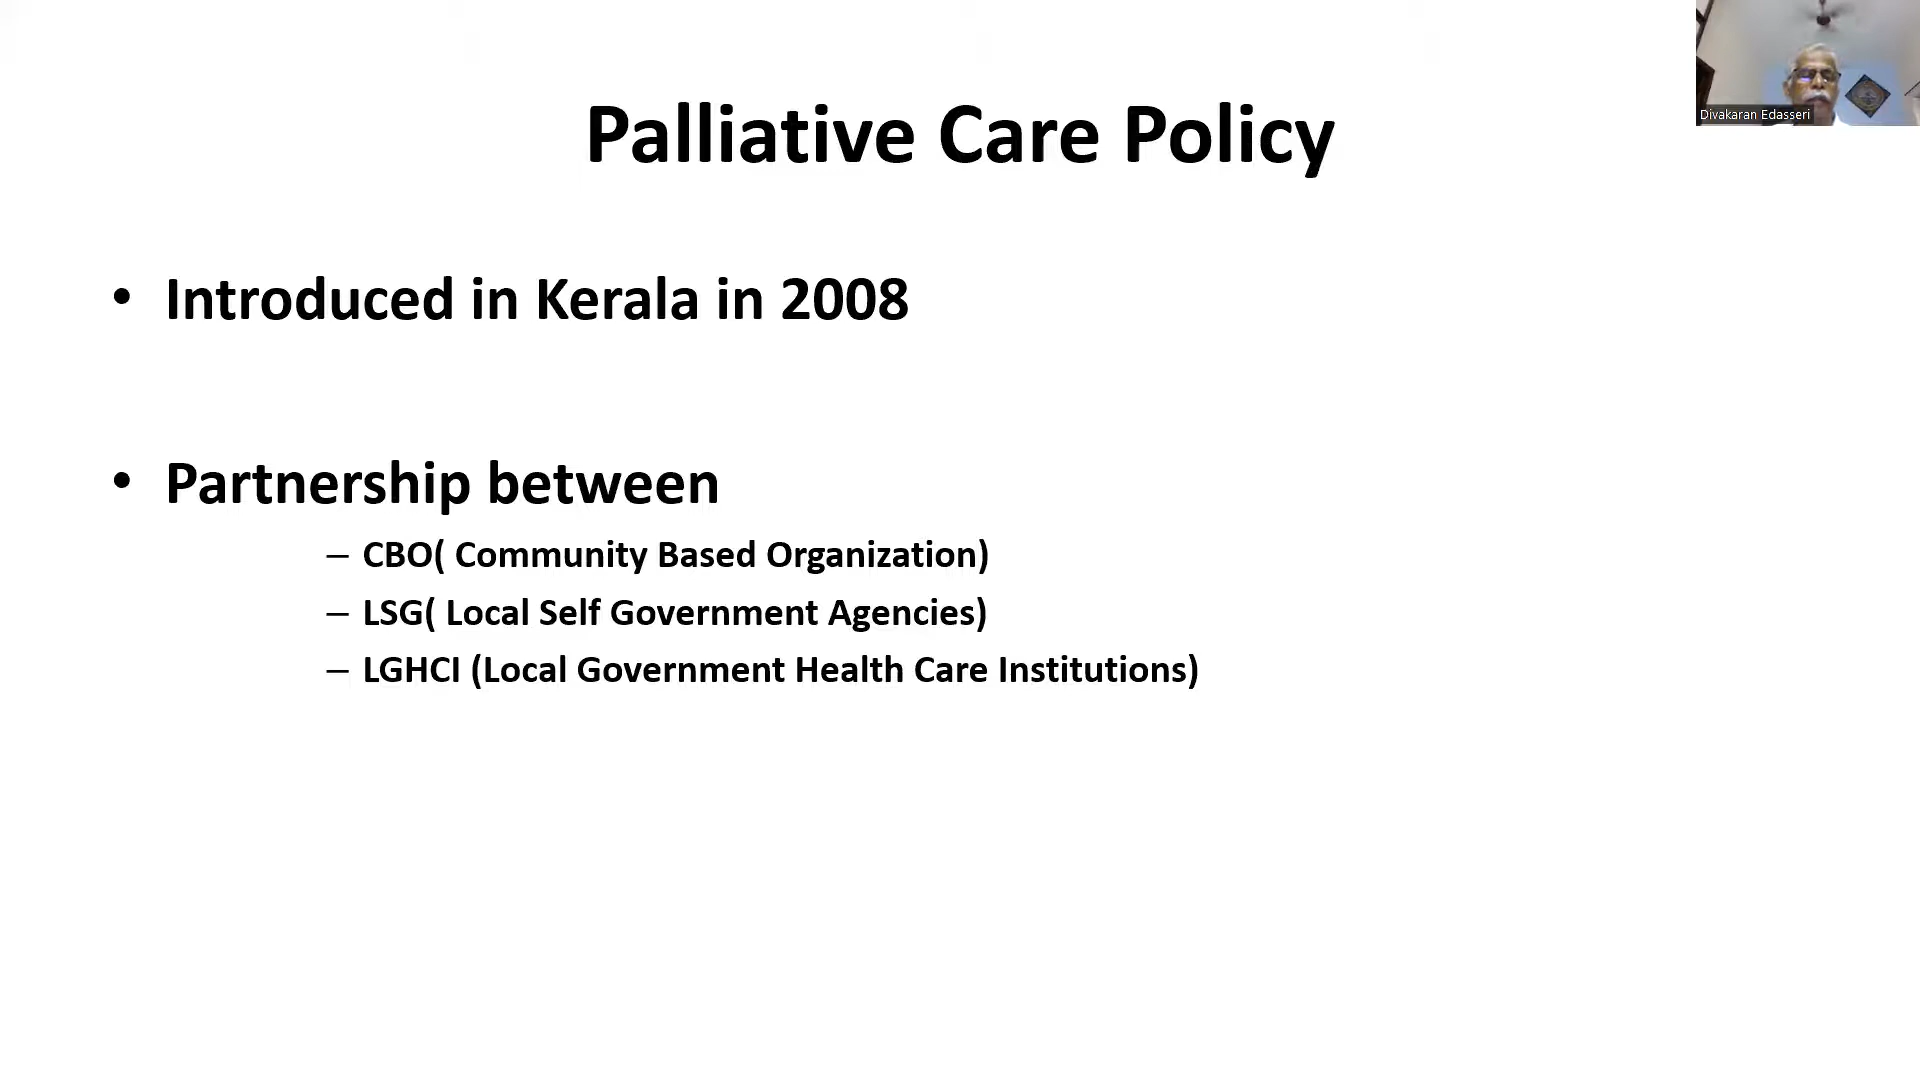 Palliative Care Policy
Divakaran Edasseri
• Introduced in Kerala in 2008
• Partnership between
– CBO( Community Based Organization)
– LSG( Local Self Government Agencies)
– LGHCI (Local Government Health Care Institutions)